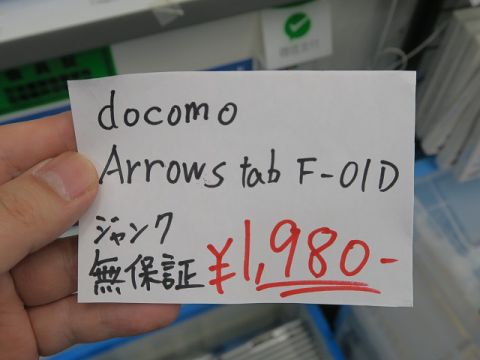 docomo
Arrows tab F-01D
ジャンク
無保証 ¥1,980-